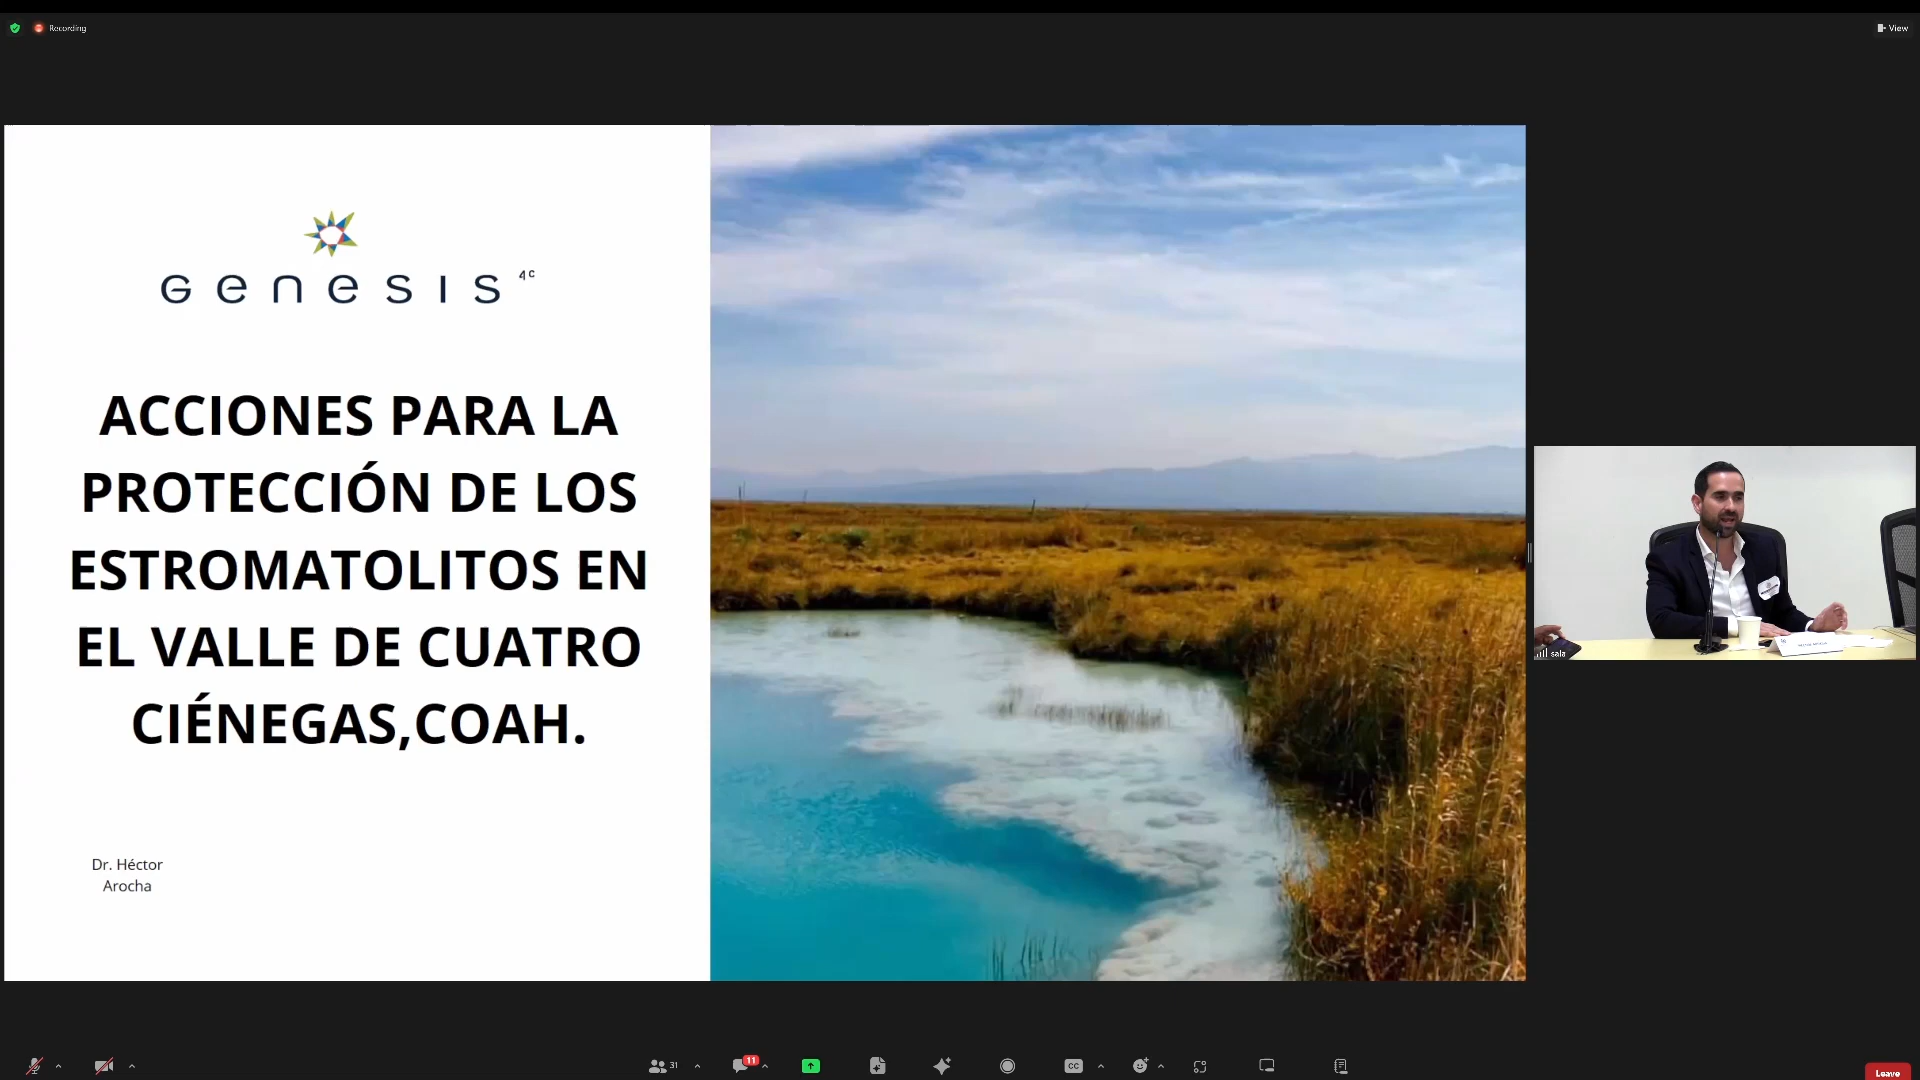 Recording
View
GENESIS 4C
ACCIONES PARA LA
PROTECCIÓN DE LOS
ESTROMATOLITOS EN
EL VALLE DE CUATRO
CIÉNEGAS,COAH.
Dr. Héctor
Arocha
sala
31
11
CC
Leave